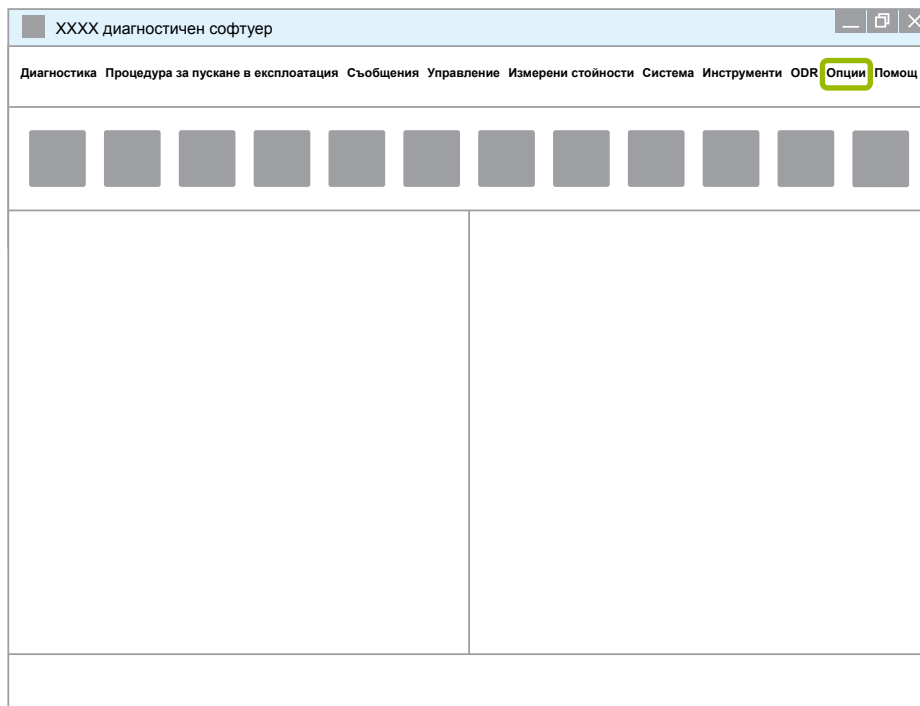 XXXX диагностичен софтуер
Диагностика Процедура за пускане в експлоатация Съобщения Управление Измерени стойности Система Инструменти ODR Опции Помощ